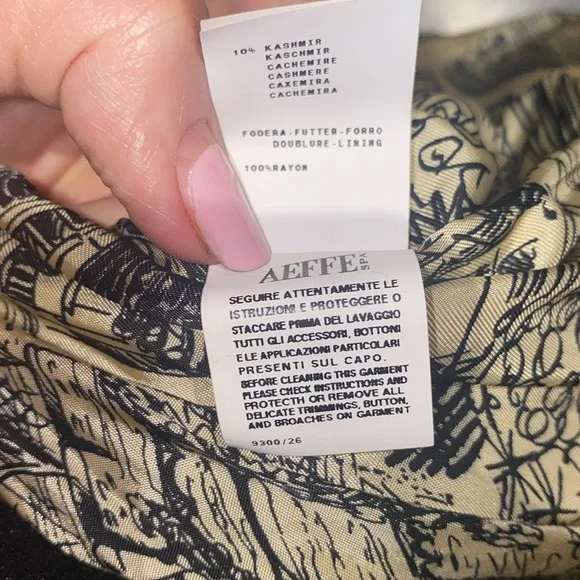 10% KASHMIR
KASCHMIR
CACHEMIRE
CASHMERE
CAXEMIRA
CACHEMIRA
FODERA-FUTTER-FORRO
DOUBLURE-LINING
100%RAYON
AEFFE SPA
SEGUIRE ATTENTAMENTE LE
ISTRUZIONI E PROTEGGERE O
STACCARE PRIMA DEL LAVAGGIO
TUTTI GLI ACCESSORI, BOTTONI
E LE APPLICAZIONI PARTICOLARI
PRESENTI SUL CAPO.
BEFORE CLEANING THIS GARMENT
PLEASE CHECK INSTRUCTIONS AND
PROTECTH OR REMOVE ALL
DELICATE TRIMMINGS, BUTTON,
AND BROACHES ON GARMENT
9300/26